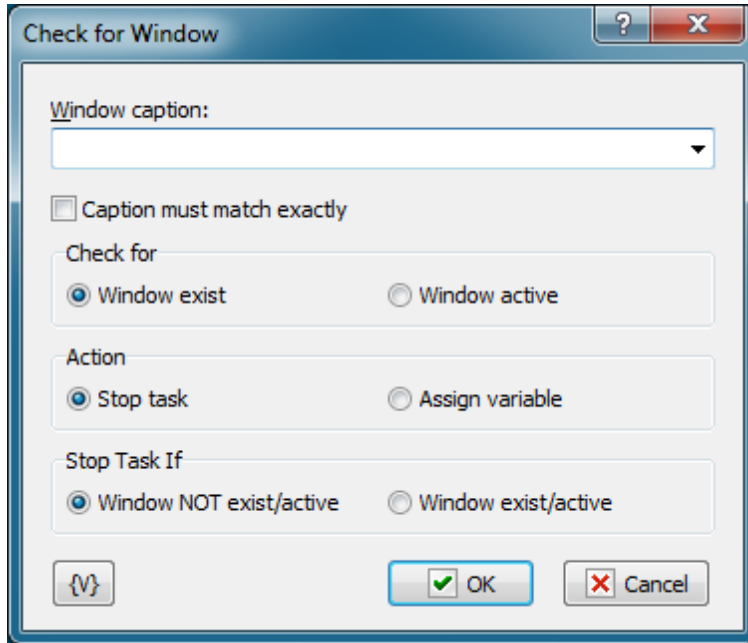 Check for Window
?
Window caption:
Caption must match exactly
Check for
Window exist
Window active
Action
Stop task
Assign variable
Stop Task If
Window NOT exist/active
Window exist/active
{V}
OK
Cancel